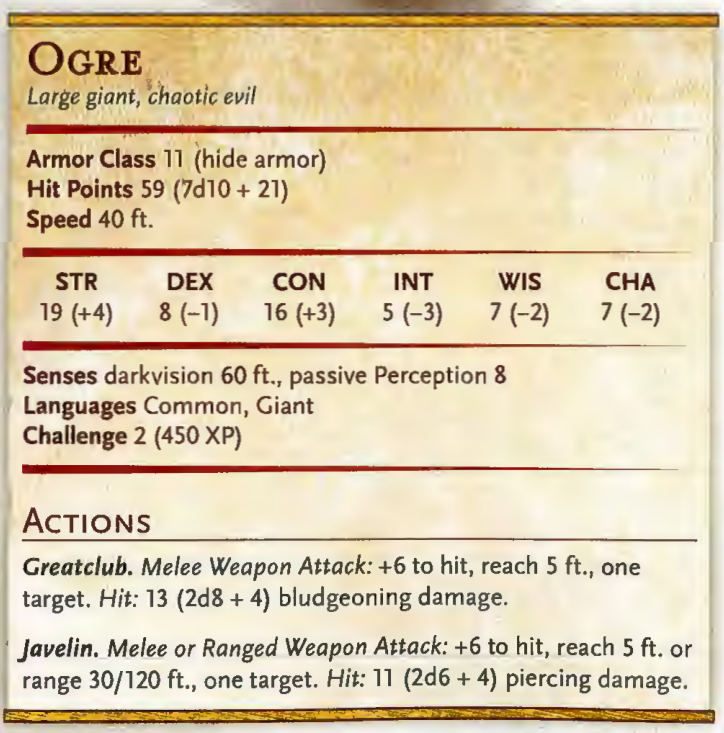 OGRE
Large giant, chaotic evil
Armor Class 11 (hide armor)
Hit Points 59 (7d10 + 21)
Speed 40 ft.
STR DEX CON INT WIS CHA
19 (+4) 8 (–1) 16 (+3) 5 (–3) 7 (–2) 7 (–2)
Senses darkvision 60 ft., passive Perception 8
Languages Common, Giant
Challenge 2 (450 XP)
ACTIONS
Greatclub. Melee Weapon Attack: +6 to hit, reach 5 ft., one
target. Hit: 13 (2d8 + 4) bludgeoning damage.
Javelin. Melee or Ranged Weapon Attack: +6 to hit, reach 5 ft. or
range 30/120 ft., one target. Hit: 11 (2d6 + 4) piercing damage.